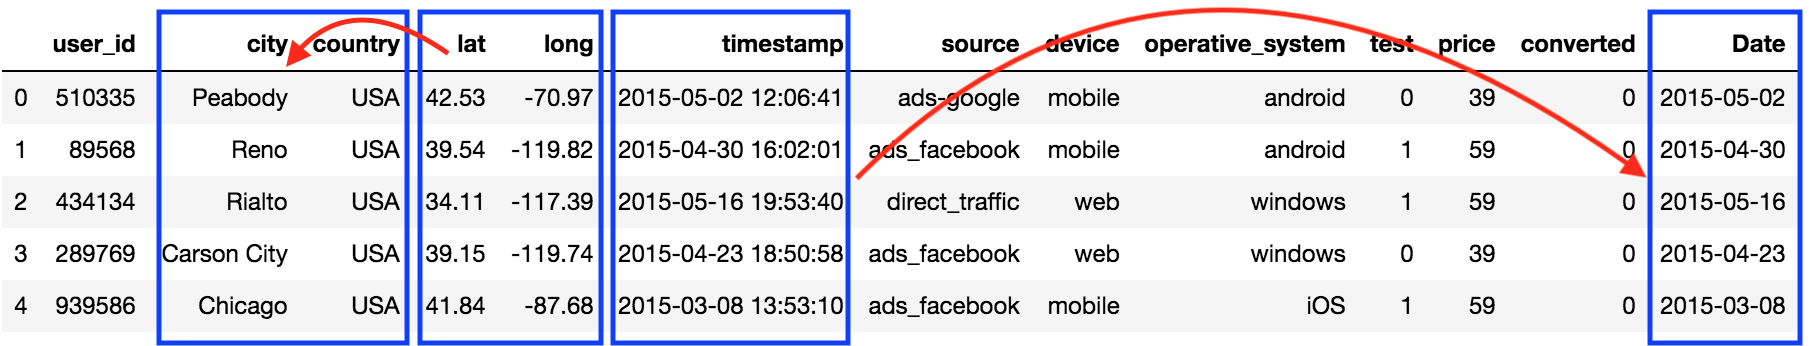 user_id city country lat long timestamp source device operative_system test price converted Date
0 510335 Peabody USA 42.53 -70.97 2015-05-02 12:06:41 ads-google mobile android 0 39 0 2015-05-02
1 89568 Reno USA 39.54 -119.82 2015-04-30 16:02:01 ads_facebook mobile android 1 59 0 2015-04-30
2 434134 Rialto USA 34.11 -117.39 2015-05-16 19:53:40 direct_traffic web windows 1 59 0 2015-05-16
3 289769 Carson City USA 39.15 -119.74 2015-04-23 18:50:58 ads_facebook web windows 0 39 0 2015-04-23
4 939586 Chicago USA 41.84 -87.68 2015-03-08 13:53:10 ads_facebook mobile iOS 1 59 0 2015-03-08